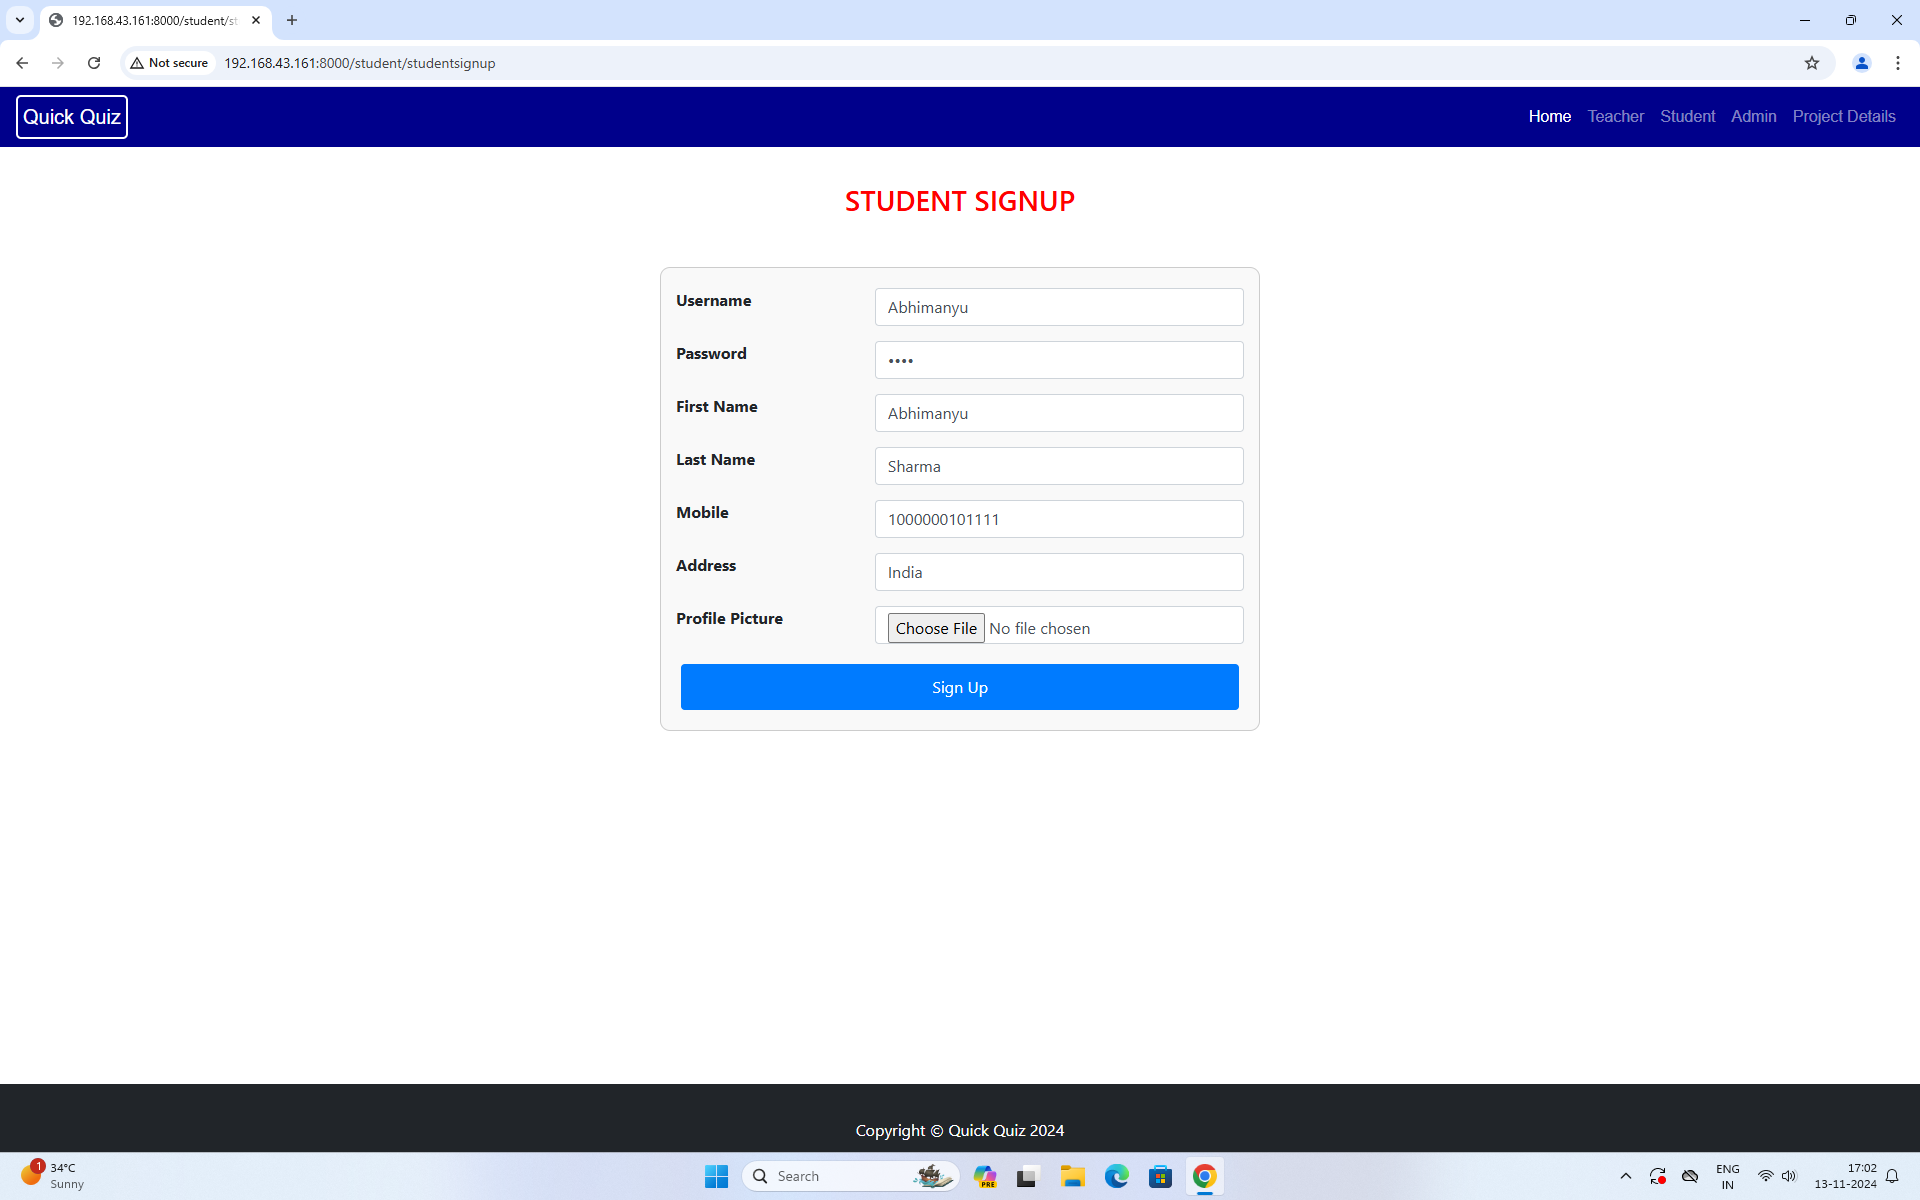 192.168.43.161:8000/student/st
Not secure
192.168.43.161:8000/student/studentsignup
Quick Quiz
Home Teacher Student Admin Project Details
STUDENT SIGNUP
Username Abhimanyu
Password ••••
First Name Abhimanyu
Last Name Sharma
Mobile 1000000101111
Address India
Profile Picture Choose File No file chosen
Sign Up
Copyright © Quick Quiz 2024
1
34°C
Sunny
Search
PRE
ENG
IN
17:02
13-11-2024